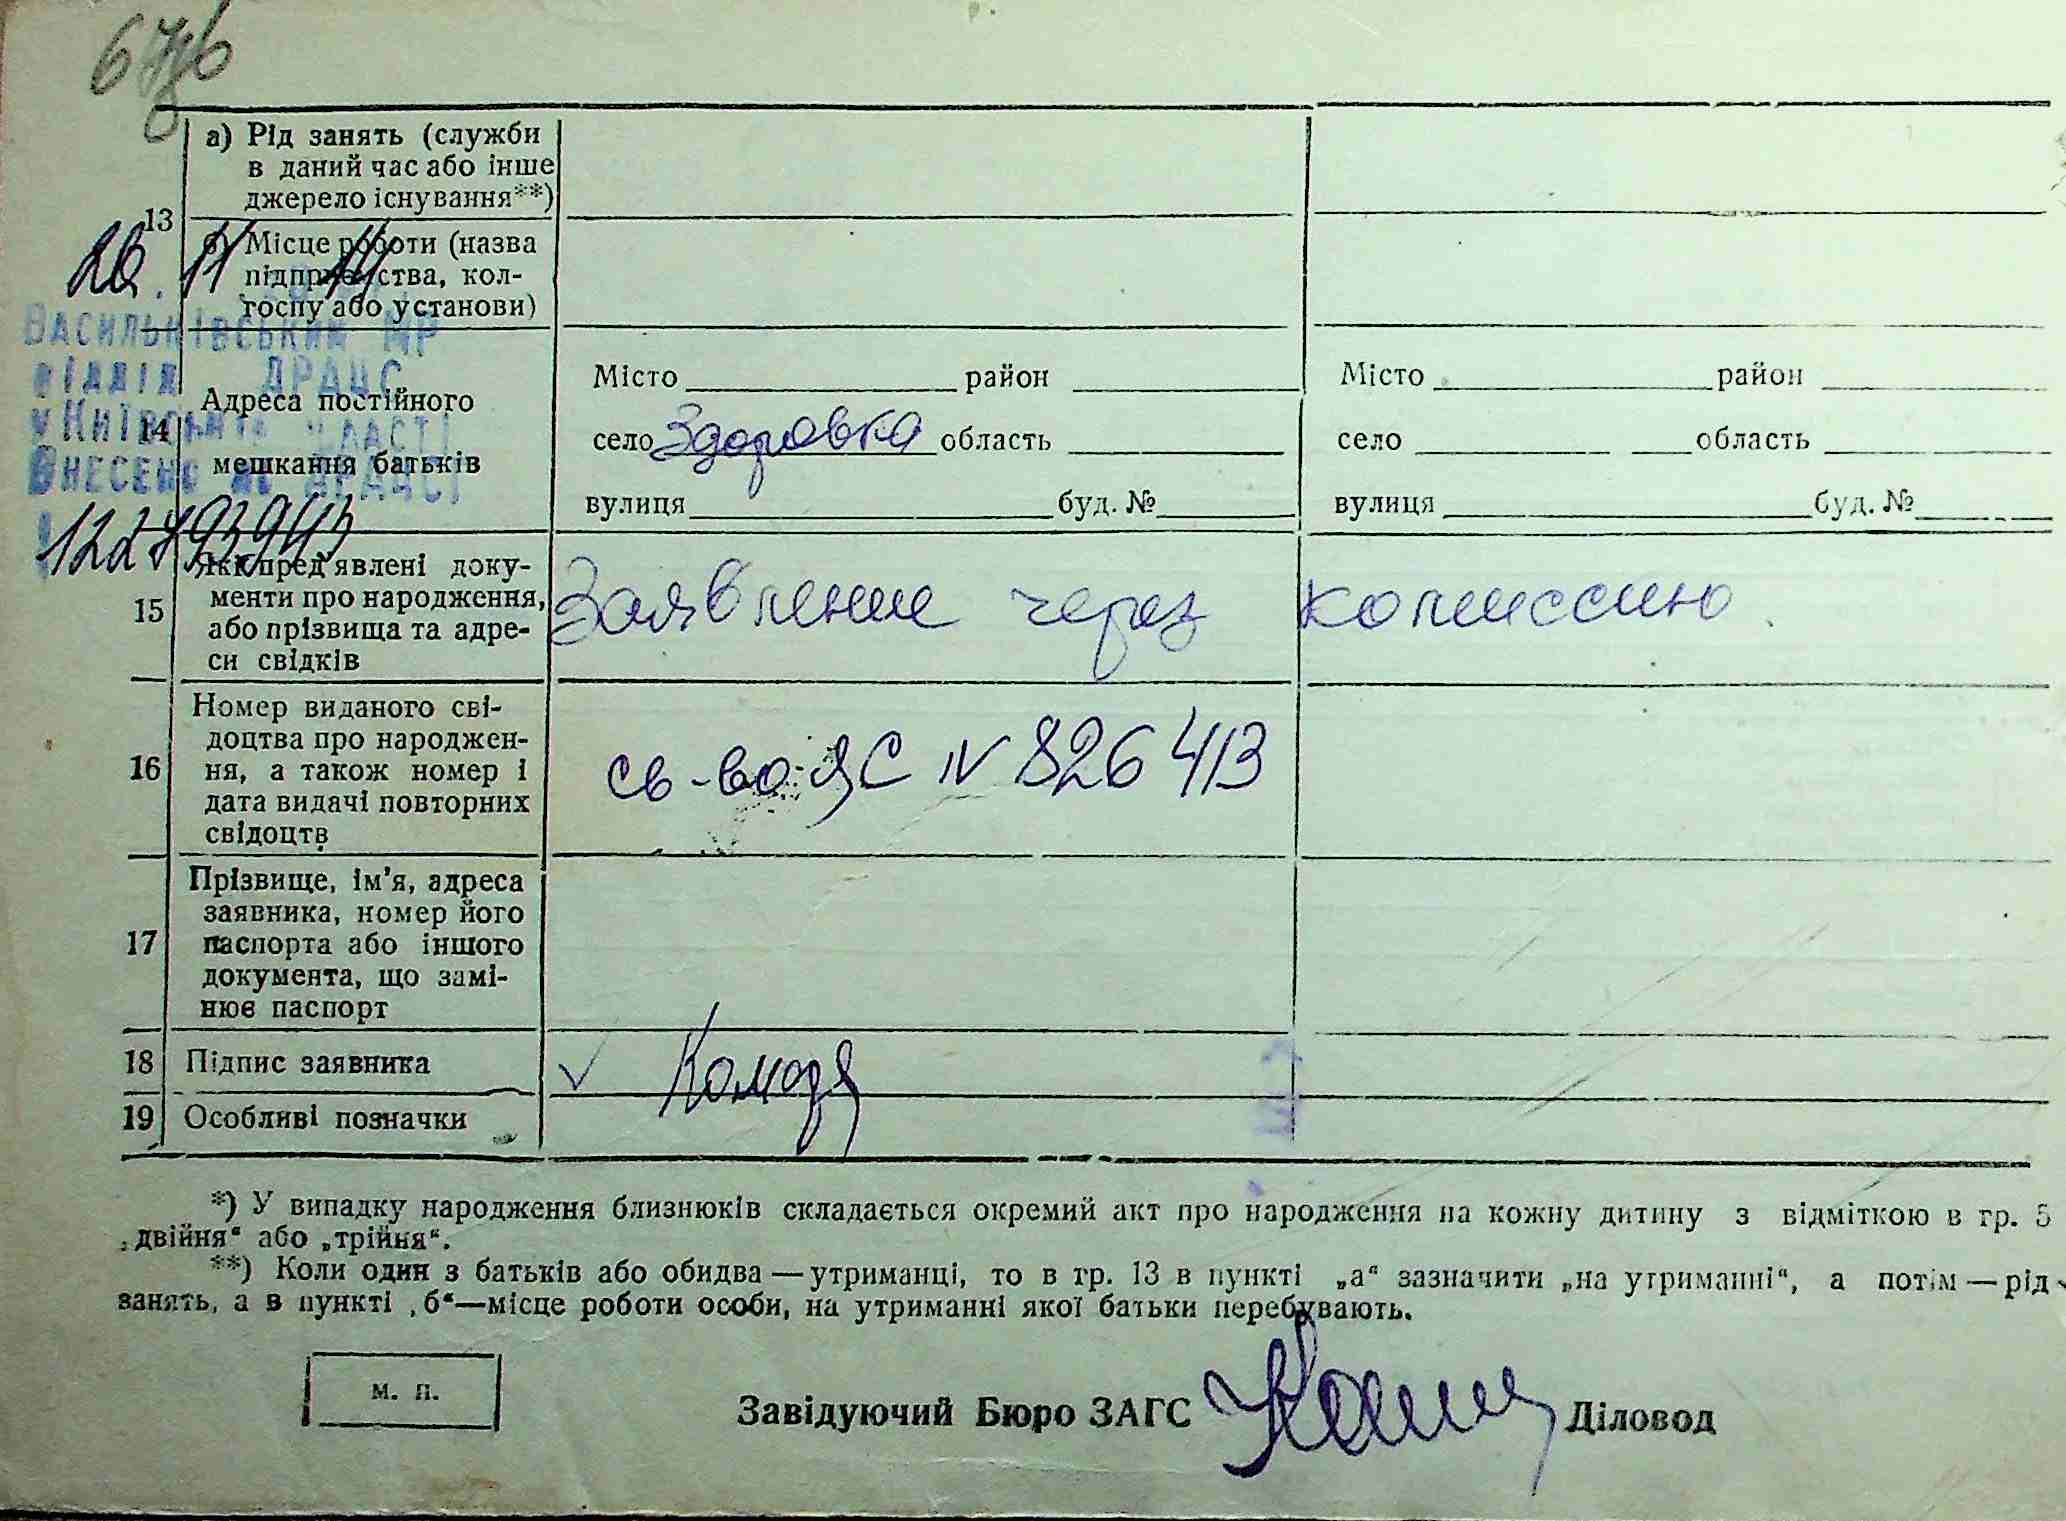 13
а) Рід занять (служби
в даний час або інше
джерело існування**)
б) Місце роботи (назва
підприємства, кол-
госпу або установи)
Васильківський МР
відділ ДРАЦС
у Київській області
Внесено до ДРАЦСГ
14
Адреса постійного
мешкання батьків
Місто район
село Здоровка область
вулиця буд. №
Місто район
село область
вулиця буд. №
15
Які пред'явлені доку-
менти про народження,
або прізвища та адре-
си свідків
Заявление через комиссию.
16
Номер виданого сві-
доцтва про народжен-
ня, а також номер і
дата видачі повторних
свідоцтв
св-во ЯС № 826413
17
Прізвище, ім'я, адреса
заявника, номер його
паспорта або іншого
документа, що замі-
нює паспорт
18 Підпис заявника
19 Особливі позначки
*) У випадку народження близнюків складається окремий акт про народження на кожну дитину з відміткою в гр. 5
„двійня“ або „трійня“.
**) Коли один з батьків або обидва — утриманці, то в гр. 13 в пункті „а“ зазначити „на утриманні“, а потім — рід
занять, а в пункті „б“—місце роботи особи, на утриманні якої батьки перебувають.
м. п.
Завідуючий Бюро ЗАГС Діловод